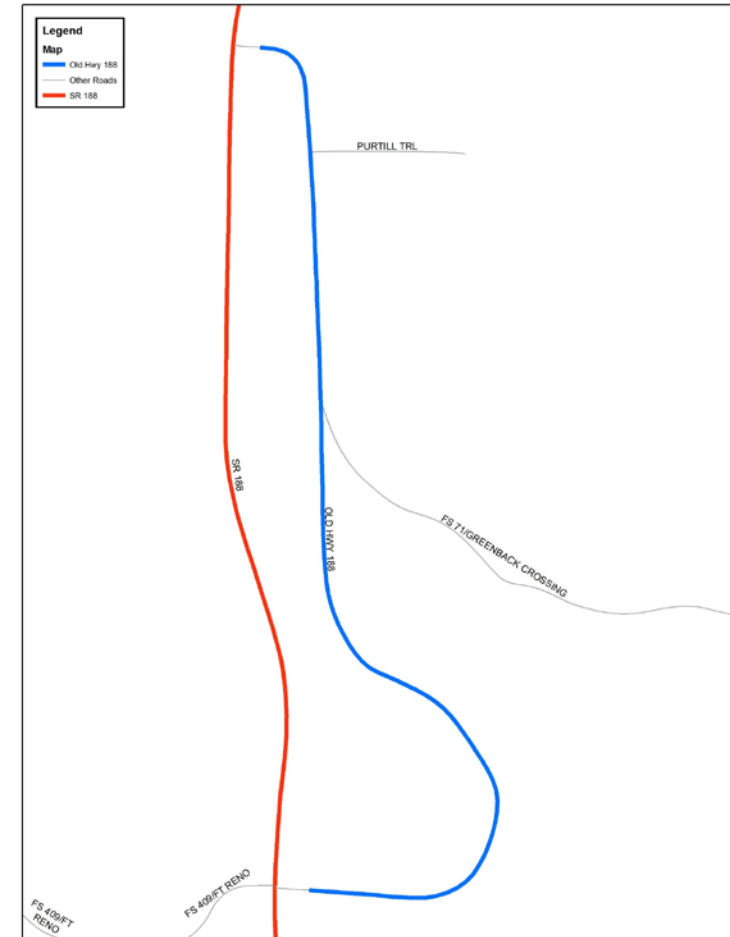 Legend
Map
Old Hwy 188
Other Roads
SR 188
PURTILL TRL
SR 188
OLD HWY 188
FS 71/GREENBACK CROSSING
FS 409/FT RENO
FS 409/FT
RENO